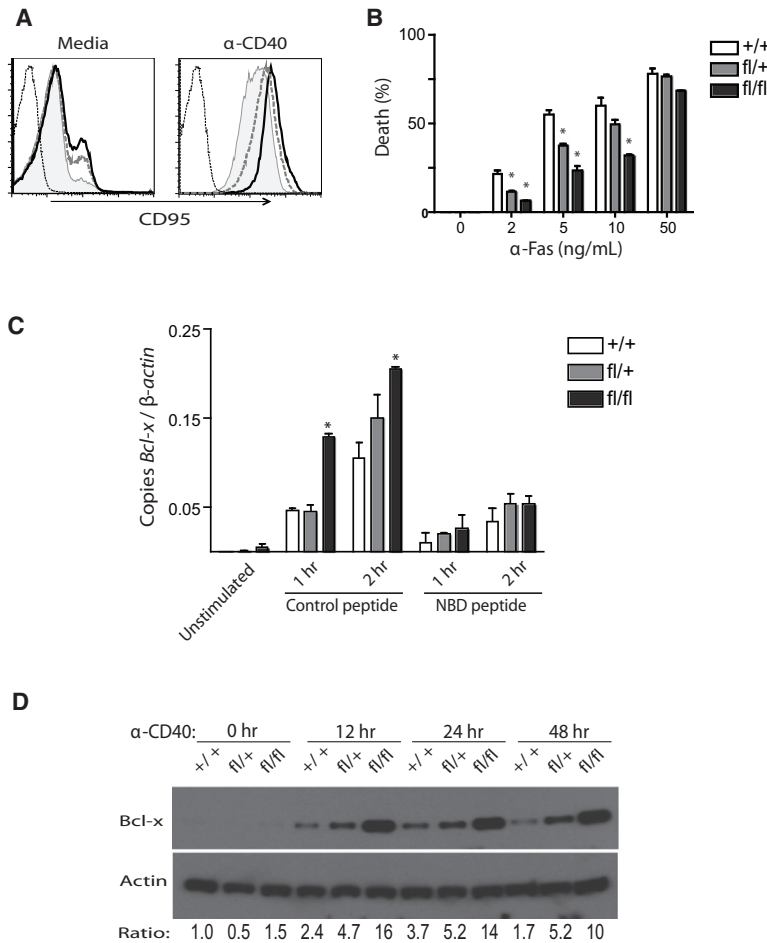 A
Media
α-CD40
CD95
B
100
50
0
Death (%)
0 2 5 10 50
α-Fas (ng/mL)
* * * * *
+/+
fl/+
fl/fl
C
0.25
0.15
0.05
Copies Bcl-x / β-actin
* *
+/+
fl/+
fl/fl
Unstimulated
1 hr 2 hr 1 hr 2 hr
Control peptide NBD peptide
D
α-CD40: 0 hr 12 hr 24 hr 48 hr
+/+ fl/+ fl/fl +/+ fl/+ fl/fl +/+ fl/+ fl/fl +/+ fl/+ fl/fl
Bcl-x
Actin
Ratio: 1.0 0.5 1.5 2.4 4.7 16 3.7 5.2 14 1.7 5.2 10